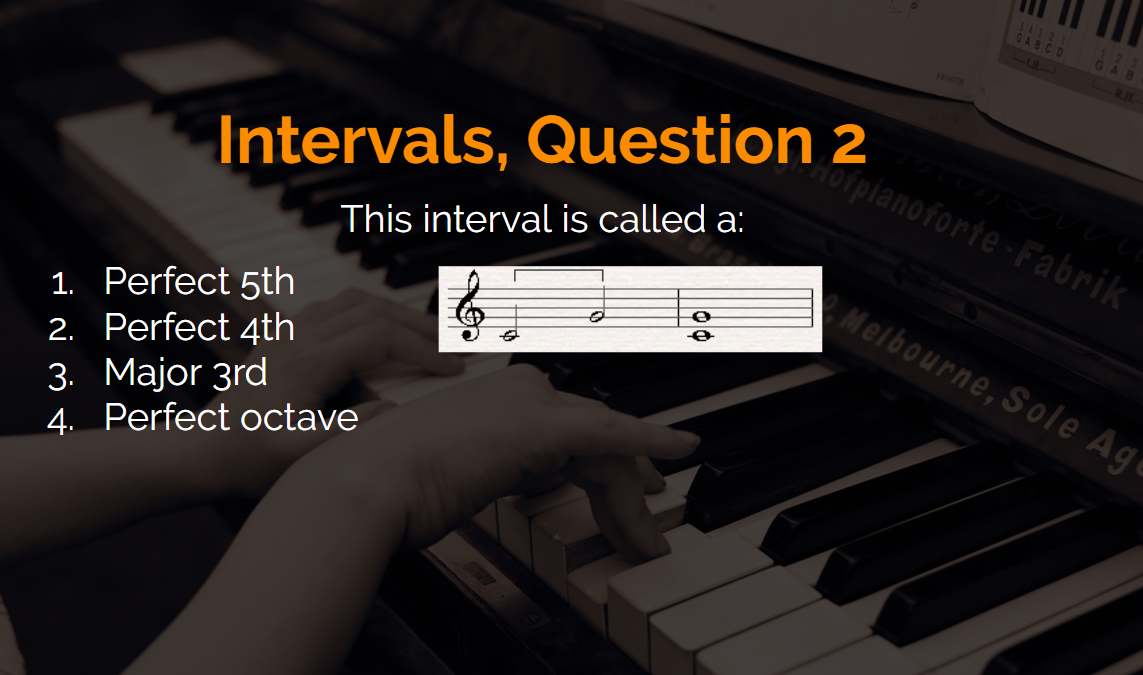 Intervals, Question 2
This interval is called a:
1. Perfect 5th
2. Perfect 4th
3. Major 3rd
4. Perfect octave
Hofpianoforte-Fabrik
Melbourne, Sole Ag